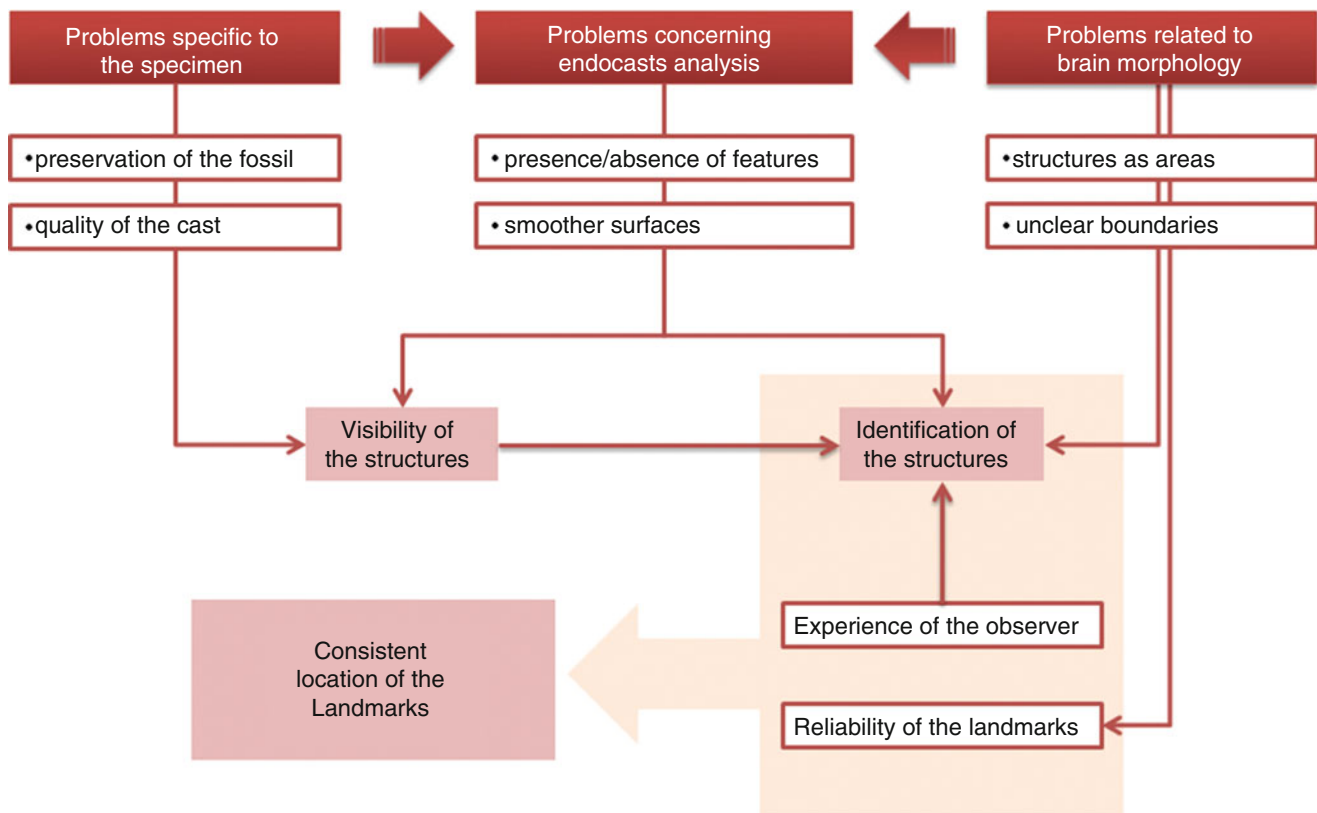 Problems specific to
the specimen
Problems concerning
endocasts analysis
Problems related to
brain morphology
•preservation of the fossil
•quality of the cast
• presence/absence of features
• smoother surfaces
• structures as areas
• unclear boundaries
Visibility of
the structures
Identification of
the structures
Experience of the observer
Consistent
location of the
Landmarks
Reliability of the landmarks